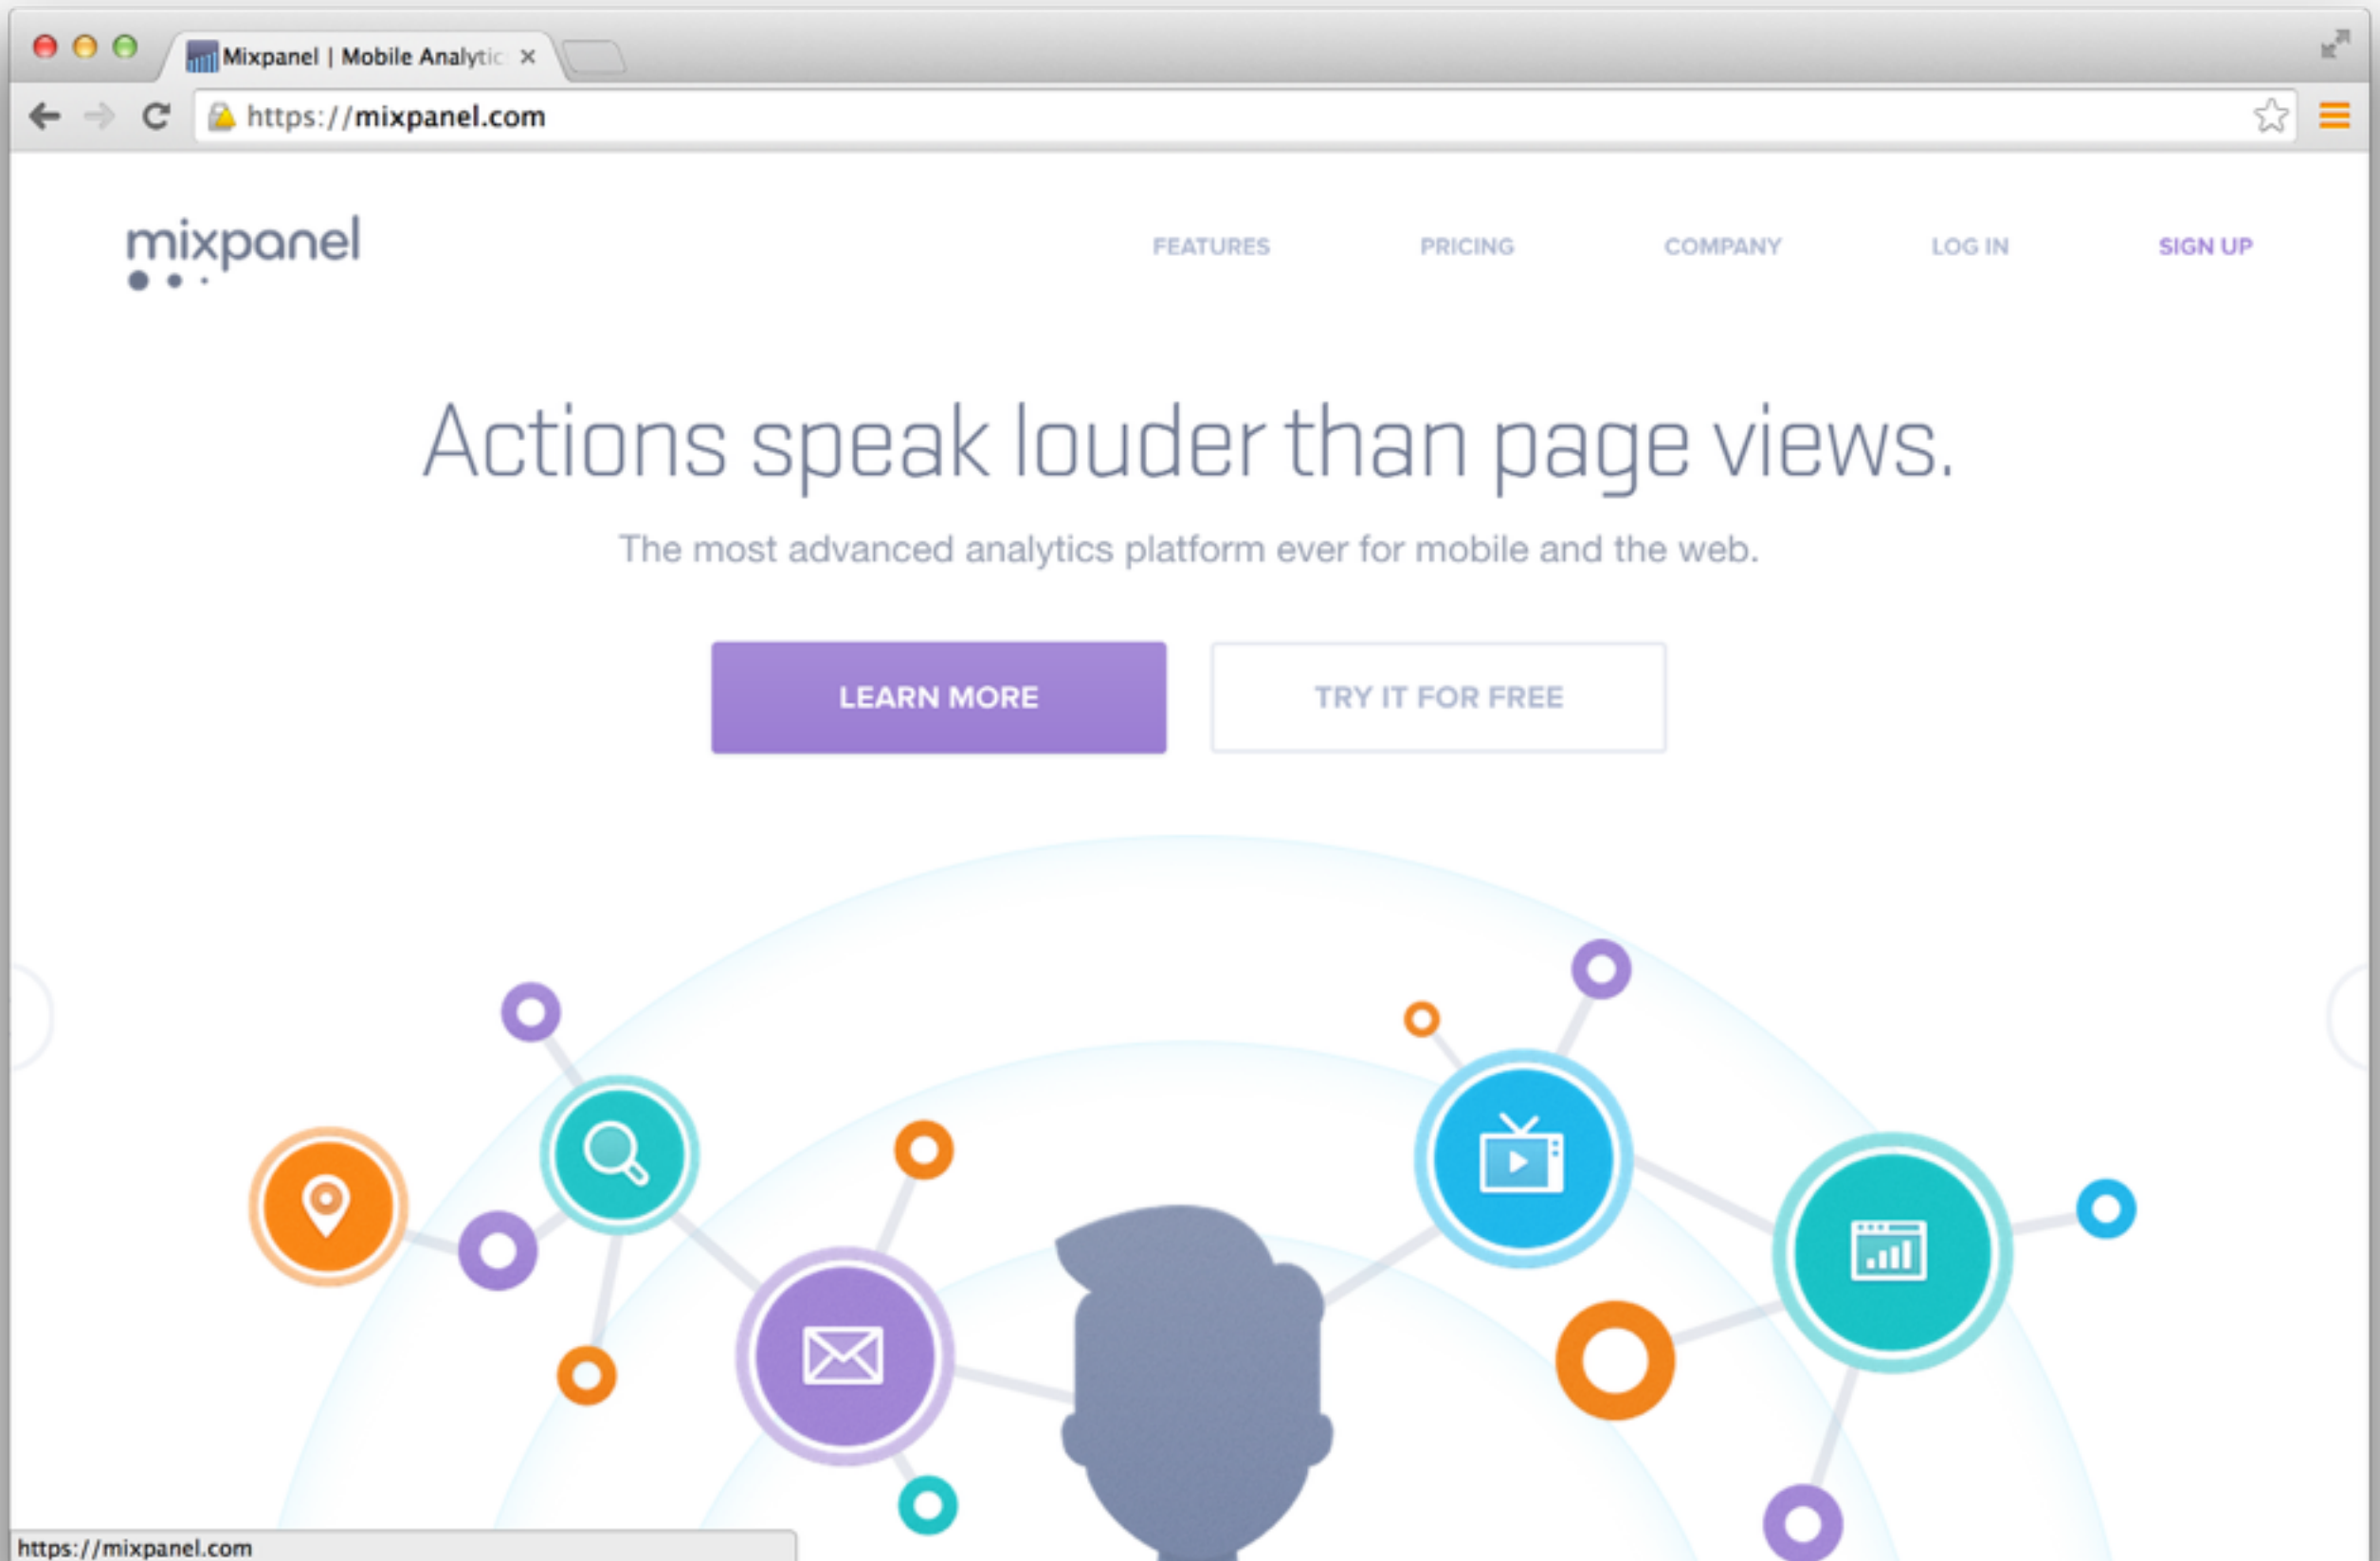 Mixpanel | Mobile Analytic
https://mixpanel.com
mixpanel
FEATURES
PRICING
COMPANY
LOG IN
SIGN UP
Actions speak louder than page views.
The most advanced analytics platform ever for mobile and the web.
LEARN MORE
TRY IT FOR FREE
https://mixpanel.com